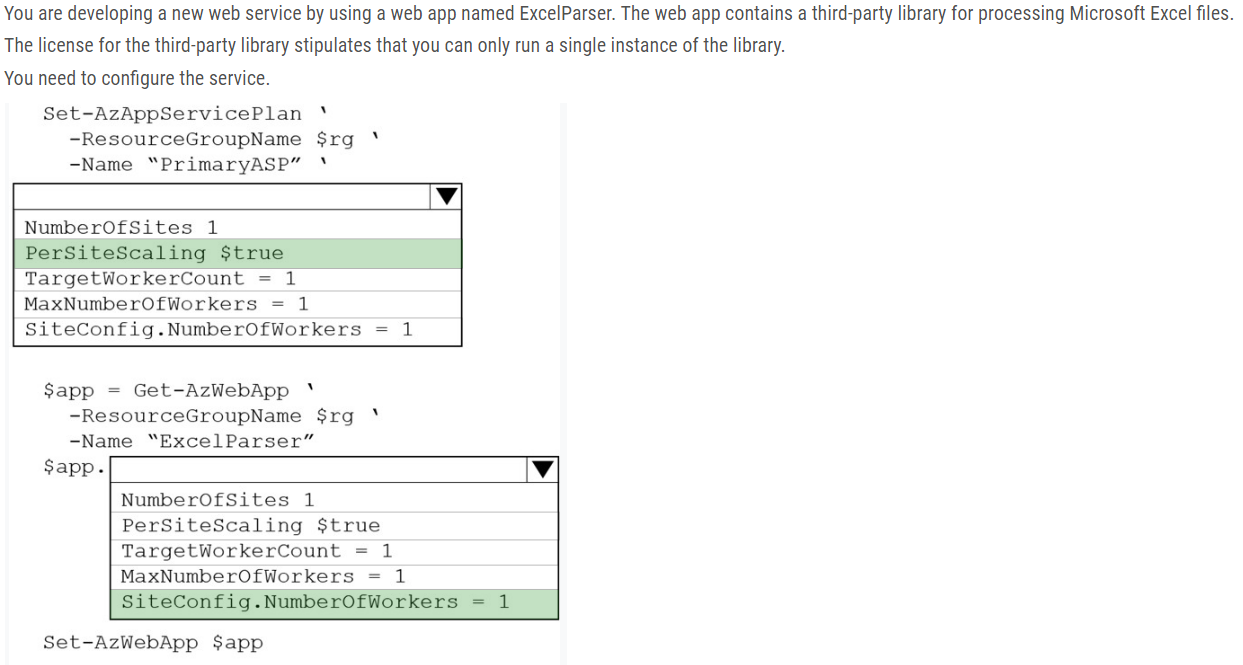 You are developing a new web service by using a web app named ExcelParser. The web app contains a third-party library for processing Microsoft Excel files.
The license for the third-party library stipulates that you can only run a single instance of the library.
You need to configure the service.
Set-AzAppServicePlan `
-ResourceGroupName $rg `
-Name “PrimaryASP” `
NumberOfSites 1
PerSiteScaling $true
TargetWorkerCount = 1
MaxNumberOfWorkers = 1
SiteConfig.NumberOfWorkers = 1
$app = Get-AzWebApp `
-ResourceGroupName $rg `
-Name “ExcelParser”
$app.
NumberOfSites 1
PerSiteScaling $true
TargetWorkerCount = 1
MaxNumberOfWorkers = 1
SiteConfig.NumberOfWorkers = 1
Set-AzWebApp $app